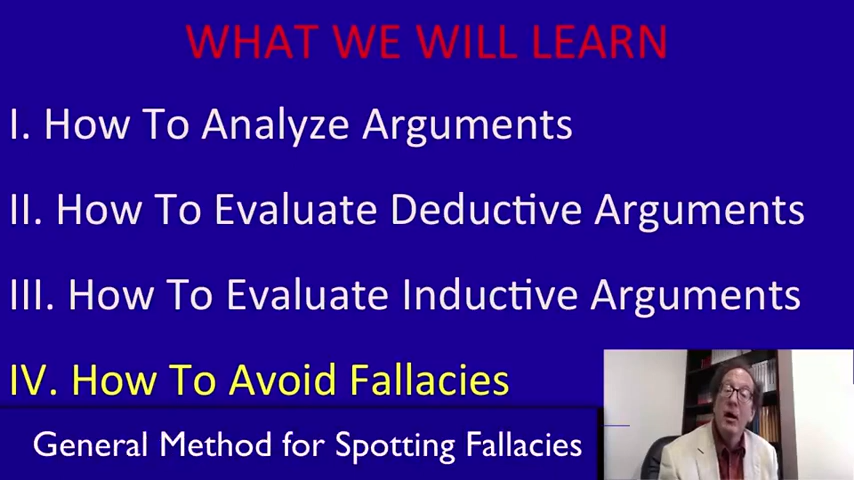 WHAT WE WILL LEARN
I. How To Analyze Arguments
II. How To Evaluate Deductive Arguments
III. How To Evaluate Inductive Arguments
IV. How To Avoid Fallacies
General Method for Spotting Fallacies